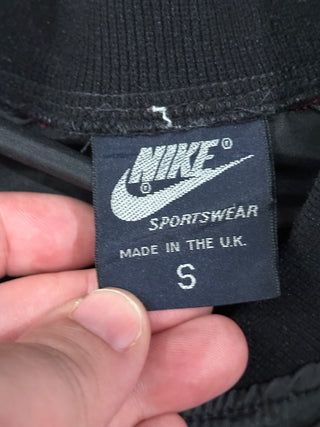 NIKE ®
®
SPORTSWEAR
MADE IN THE U.K.
S